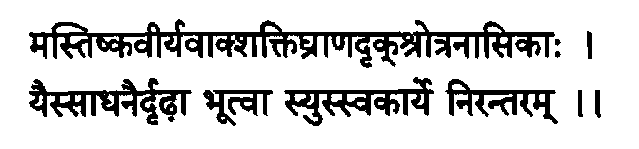 मस्तिष्कवीर्यवाक्शक्तिघ्राणदृक्श्रोत्रनासिकाः ।
यैस्साधनैर्दृढ़ा भूत्वा स्युस्स्वकार्ये निरन्तरम् ।।